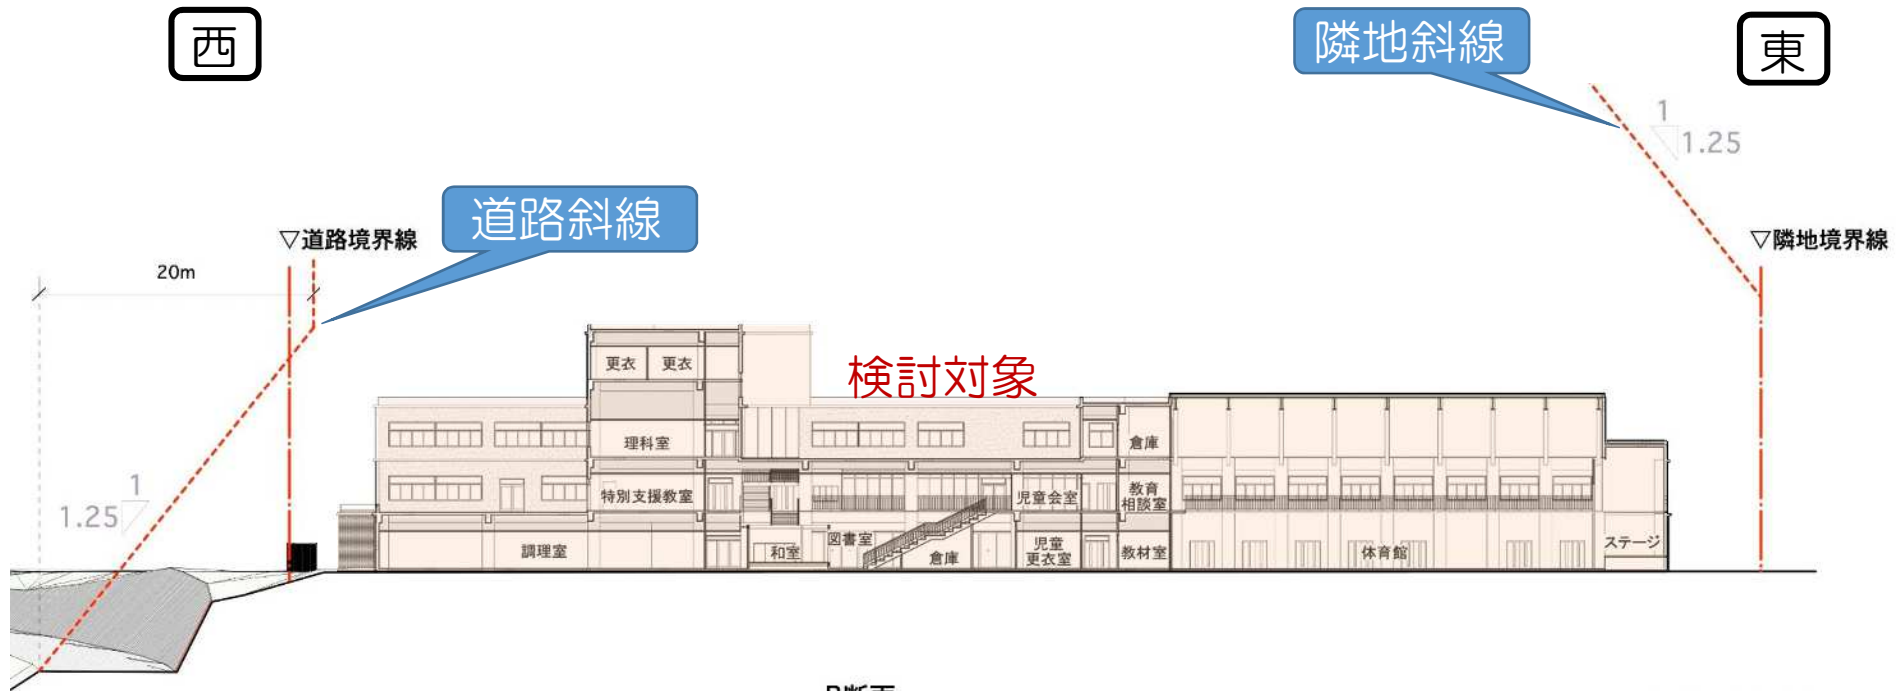 西
隣地斜線
東
1
1.25
道路斜線
▽道路境界線
▽隣地境界線
20m
更衣
更衣
検討対象
理科室
倉庫
1
1.25
特別支援教室
児童会室
教育
相談室
調理室
和室
図書室
倉庫
児童
更衣室
教材室
体育館
ステージ